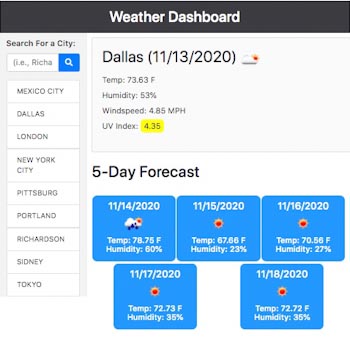 Weather Dashboard
Search For a City:
(i.e., Richa
MEXICO CITY
DALLAS
LONDON
NEW YORK
CITY
PITTSBURG
PORTLAND
RICHARDSON
SIDNEY
TOKYO
Dallas (11/13/2020)
Temp: 73.63 F
Humidity: 53%
Windspeed: 4.85 MPH
UV Index: 4.35
5-Day Forecast
11/14/2020
Temp: 78.75 F
Humidity: 60%
11/15/2020
Temp: 67.66 F
Humidity: 23%
11/16/2020
Temp: 70.56 F
Humidity: 27%
11/17/2020
Temp: 72.73 F
Humidity: 35%
11/18/2020
Temp: 72.72 F
Humidity: 35%